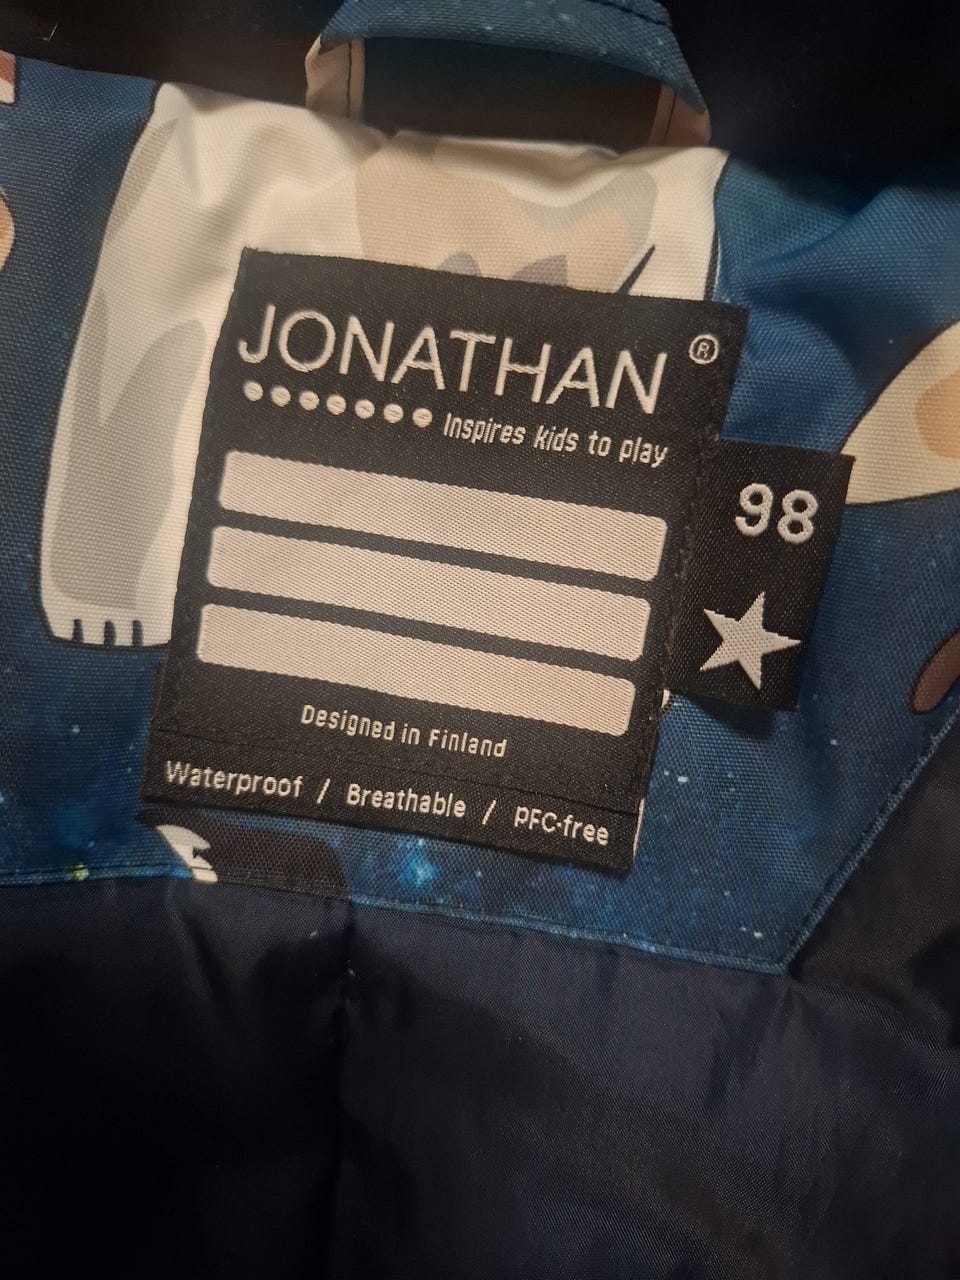 JONATHAN ®
Inspires kids to play
98
Designed in Finland
Waterproof / Breathable / PFC-free